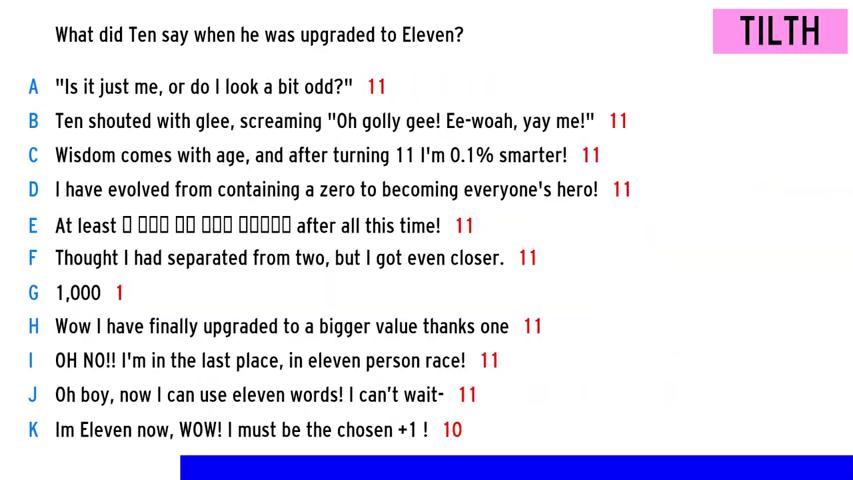 What did Ten say when he was upgraded to Eleven?
TILTH
A "Is it just me, or do I look a bit odd?" 11
B Ten shouted with glee, screaming "Oh golly gee! Ee-woah, yay me!" 11
C Wisdom comes with age, and after turning 11 I'm 0.1% smarter! 11
D I have evolved from containing a zero to becoming everyone's hero! 11
E At least ▯ ▯▯▯ ▯▯ ▯▯▯ ▯▯▯▯▯ after all this time! 11
F Thought I had separated from two, but I got even closer. 11
G 1,000 1
H Wow I have finally upgraded to a bigger value thanks one 11
I OH NO!! I'm in the last place, in eleven person race! 11
J Oh boy, now I can use eleven words! I can't wait- 11
K Im Eleven now, WOW! I must be the chosen +1 ! 10